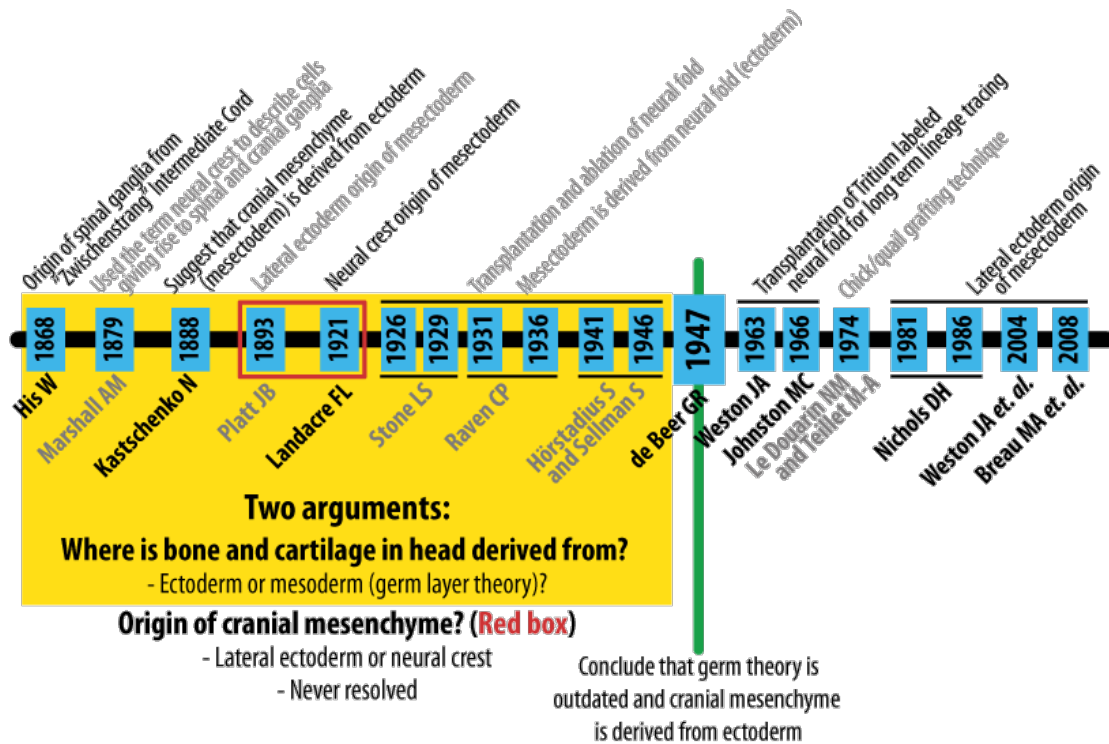 Origin of spinal ganglia from
"Zwischenstrang" Intermediate Cord
Used the term neural crest to describe cells
giving rise to spinal and cranial ganglia
Suggest that cranial mesenchyme
(mesectoderm) is derived from ectoderm
Lateral ectoderm origin of mesectoderm
Neural crest origin of mesectoderm
Transplantation and ablation of neural fold
Mesectoderm is derived from neural fold (ectoderm)
Transplantation of Tritium labeled
neural fold for long term lineage tracing
Chick/quail grafting technique
Lateral ectoderm origin
of mesectoderm
1868
1879
1888
1893
1921
1926
1929
1931
1936
1941
1946
1947
1963
1966
1974
1981
1986
2004
2008
His W
Marshall AM
Kastschenko N
Platt JB
Landacre FL
Stone LS
Raven CP
Hörstadius S
and Sellman S
de Beer GR
Weston JA
Johnston MC
Le Douarin NM
and Teillet M-A
Nichols DH
Weston JA et. al.
Breau MA et. al.
Two arguments:
Where is bone and cartilage in head derived from?
- Ectoderm or mesoderm (germ layer theory)?
Origin of cranial mesenchyme? (Red box)
- Lateral ectoderm or neural crest
- Never resolved
Conclude that germ theory is
outdated and cranial mesenchyme
is derived from ectoderm